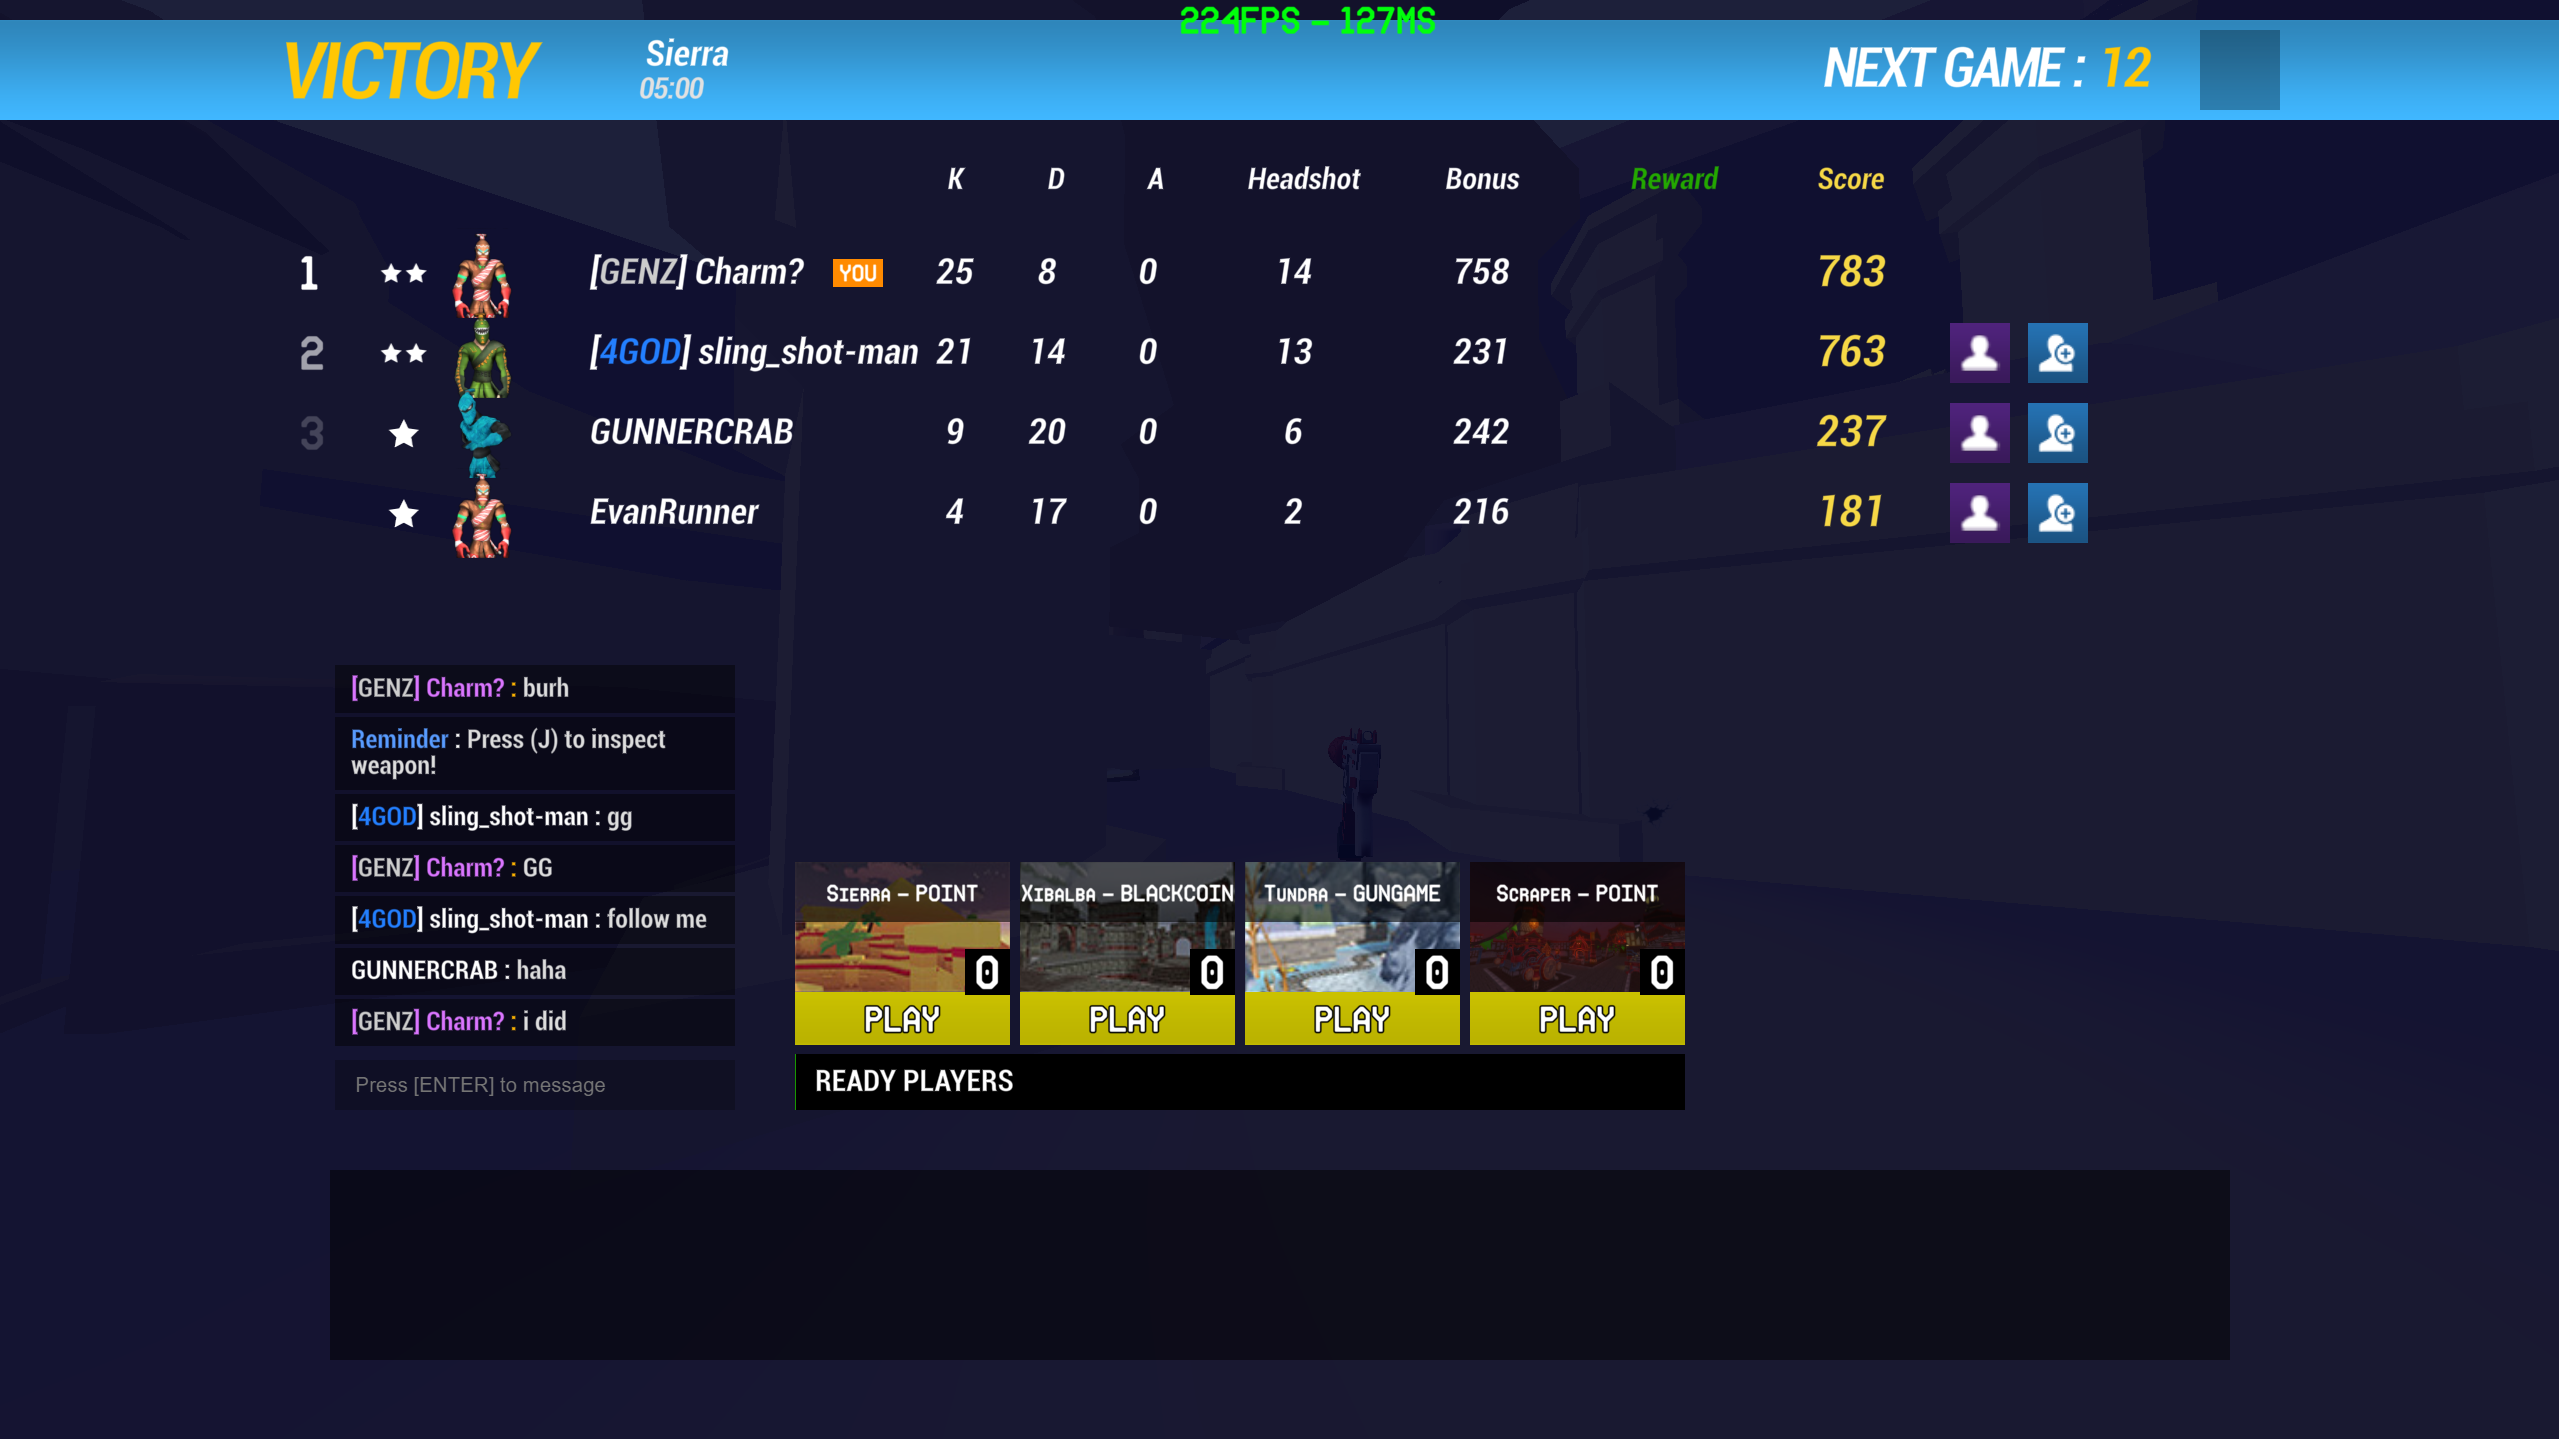 224FPS – 127MS
VICTORY
Sierra
05:00
NEXT GAME : 12
K D A Headshot Bonus Reward Score
1 [GENZ] Charm? YOU 25 8 0 14 758 783
2 [4GOD] sling_shot-man 21 14 0 13 231 763
3 GUNNERCRAB 9 20 0 6 242 237
EvanRunner 4 17 0 2 216 181
[GENZ] Charm? : burh
Reminder : Press (J) to inspect
weapon!
[4GOD] sling_shot-man : gg
[GENZ] Charm? : GG
[4GOD] sling_shot-man : follow me
GUNNERCRAB : haha
[GENZ] Charm? : i did
Press [ENTER] to message
Sierra – POINT Xibalba – BLACKCOIN Tundra – GUNGAME Scraper – POINT
0 0 0 0
PLAY PLAY PLAY PLAY
READY PLAYERS